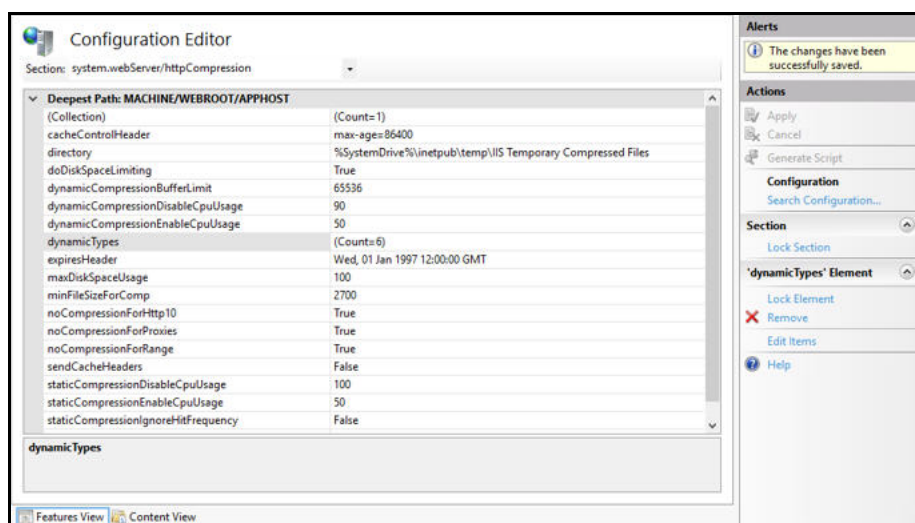 Configuration Editor
Section: system.webServer/httpCompression
Deepest Path: MACHINE/WEBROOT/APPHOST
(Collection) (Count=1)
cacheControlHeader max-age=86400
directory %SystemDrive%\inetpub\temp\IIS Temporary Compressed Files
doDiskSpaceLimiting True
dynamicCompressionBufferLimit 65536
dynamicCompressionDisableCpuUsage 90
dynamicCompressionEnableCpuUsage 50
dynamicTypes (Count=6)
expiresHeader Wed, 01 Jan 1997 12:00:00 GMT
maxDiskSpaceUsage 100
minFileSizeForComp 2700
noCompressionForHttp10 True
noCompressionForProxies True
noCompressionForRange True
sendCacheHeaders False
staticCompressionDisableCpuUsage 100
staticCompressionEnableCpuUsage 50
staticCompressionIgnoreHitFrequency False
dynamicTypes
Features View Content View
Alerts
The changes have been
successfully saved.
Actions
Apply
Cancel
Generate Script
Configuration
Search Configuration...
Section
Lock Section
'dynamicTypes' Element
Lock Element
Remove
Edit Items
Help